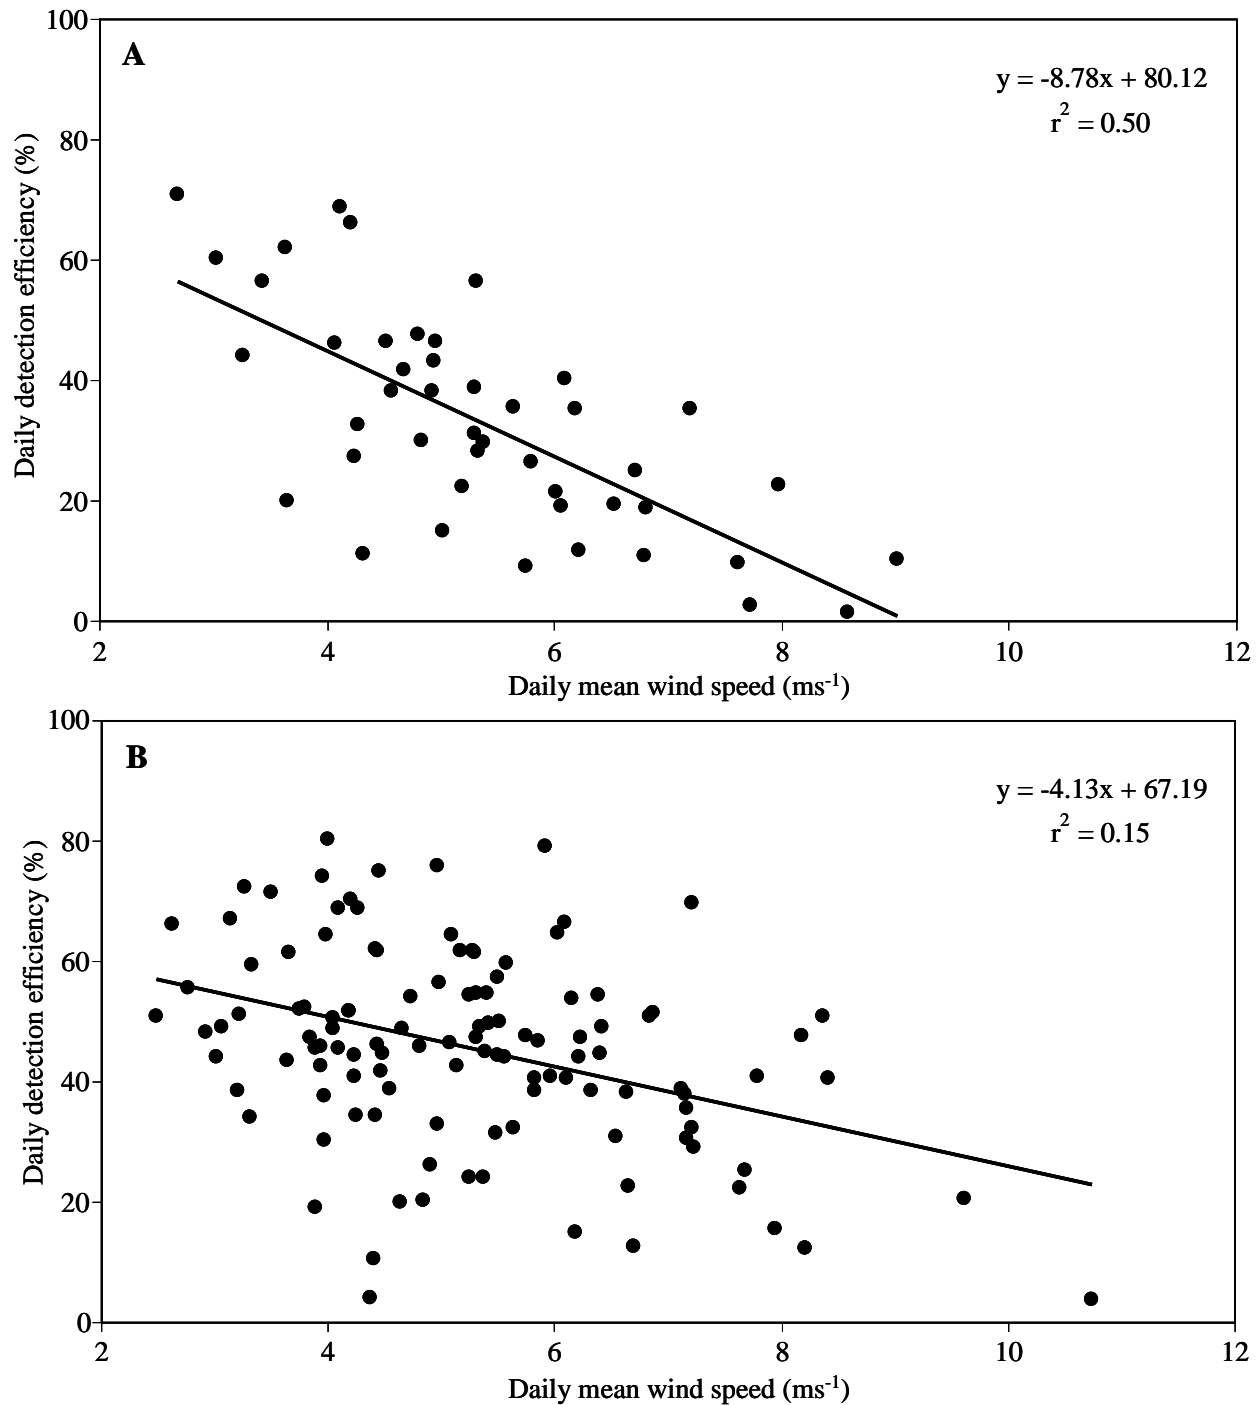 100
A
y = -8.78x + 80.12
r² = 0.50
80
60
40
20
0
Daily detection efficiency (%)
2 4 6 8 10 12
Daily mean wind speed (ms⁻¹)
100
B
y = -4.13x + 67.19
r² = 0.15
80
60
40
20
0
Daily detection efficiency (%)
2 4 6 8 10 12
Daily mean wind speed (ms⁻¹)